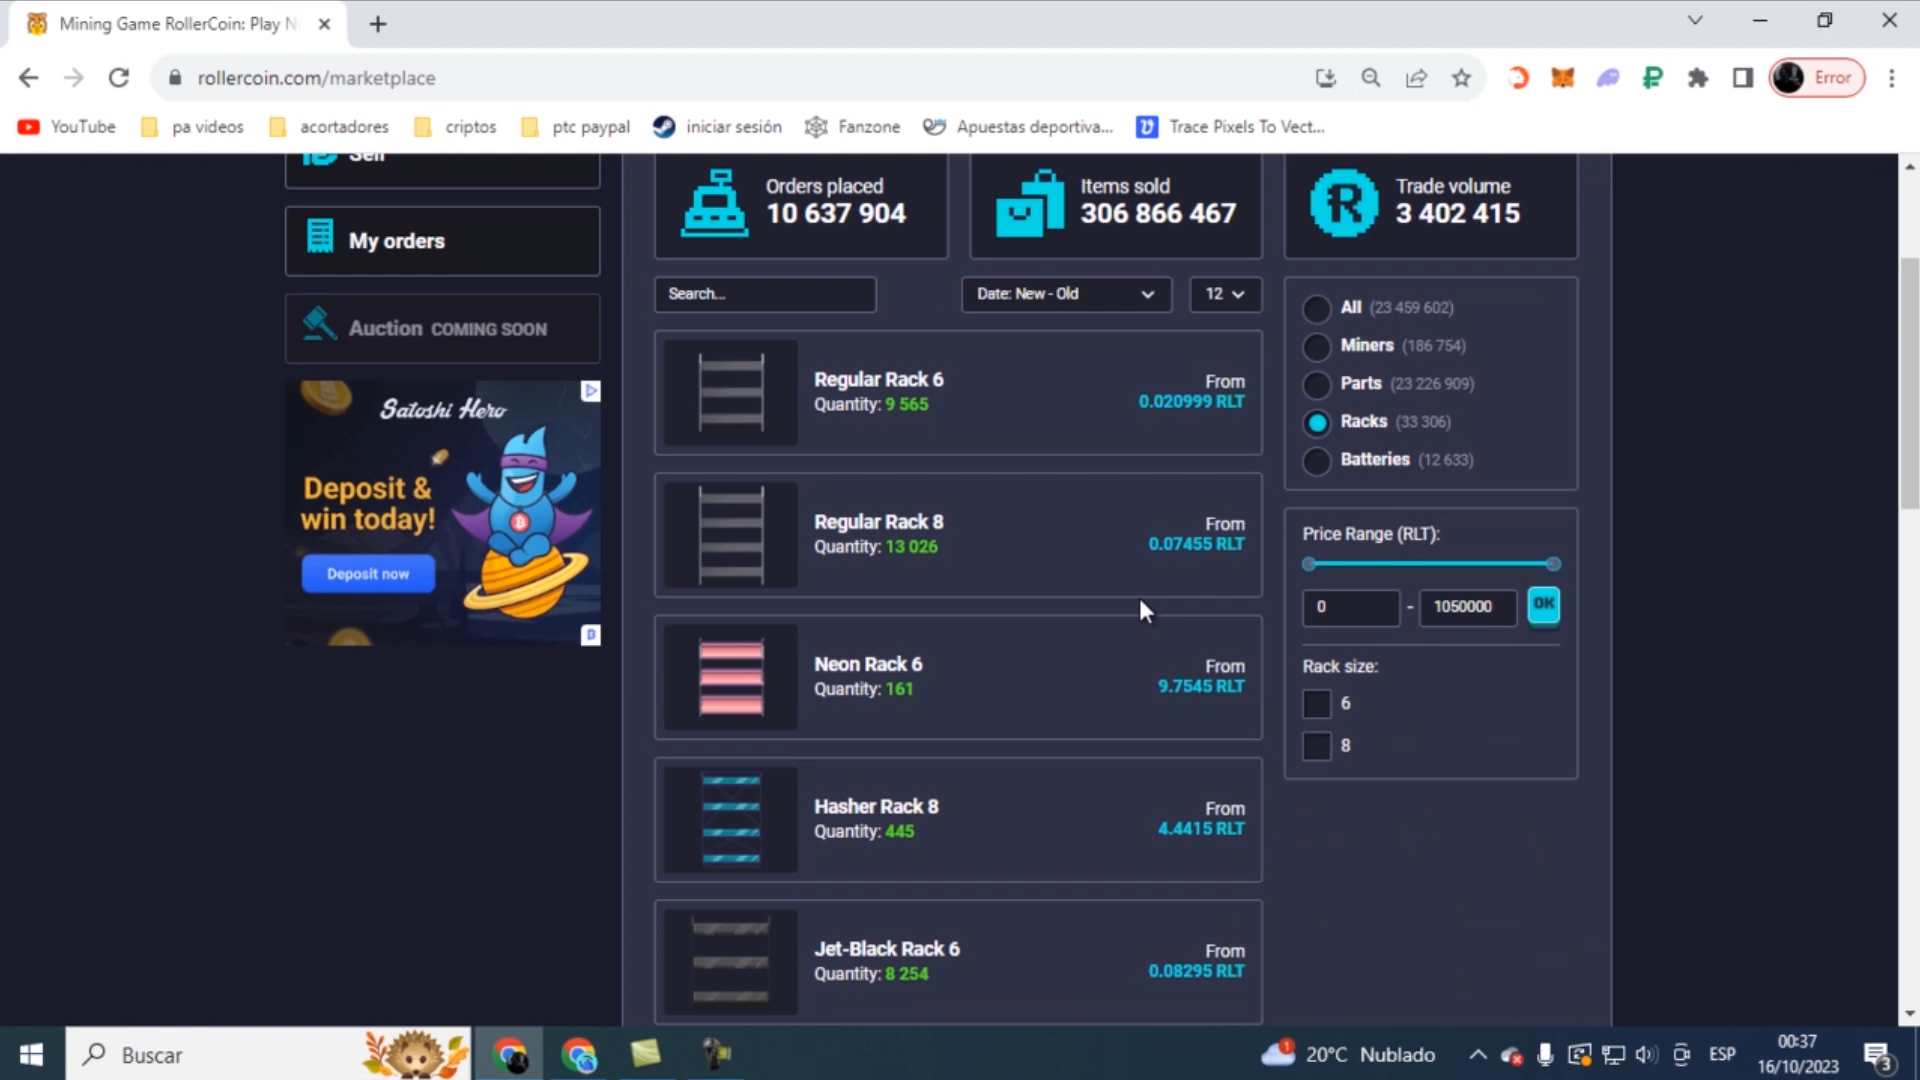 Mining Game RollerCoin: Play N
rollercoin.com/marketplace
Error
YouTube
pa videos
acortadores
criptos
ptc paypal
iniciar sesión
Fanzone
Apuestas deportiva...
Trace Pixels To Vect...
Sell
My orders
Auction COMING SOON
Satoshi Hero
Deposit &
win today!
Deposit now
Orders placed
10 637 904
Items sold
306 866 467
Trade volume
3 402 415
Search...
Date: New - Old
12
Regular Rack 6
Quantity: 9 565
From
0.020999 RLT
Regular Rack 8
Quantity: 13 026
From
0.07455 RLT
Neon Rack 6
Quantity: 161
From
9.7545 RLT
Hasher Rack 8
Quantity: 445
From
4.4415 RLT
Jet-Black Rack 6
Quantity: 8 254
From
0.08295 RLT
All (23 459 602)
Miners (186 754)
Parts (23 226 909)
Racks (33 306)
Batteries (12 633)
Price Range (RLT):
0 - 1050000 OK
Rack size:
6
8
Buscar
1
20°C Nublado
ESP
00:37
16/10/2023
3